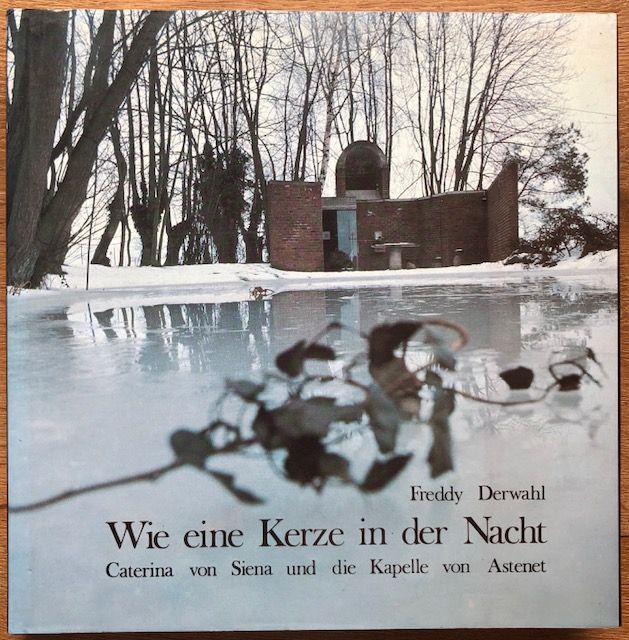 Freddy Derwahl
Wie eine Kerze in der Nacht
Caterina von Siena und die Kapelle von Astenet